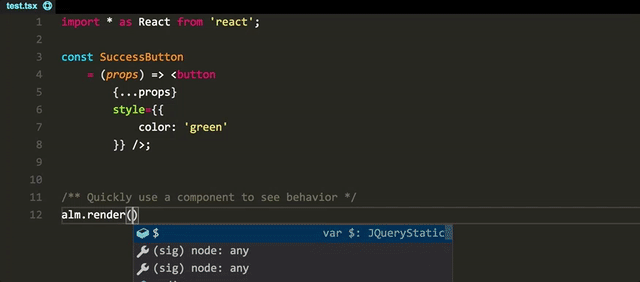 test.tsx
1 import * as React from 'react';
2
3 const SuccessButton
4 = (props) => <button
5 {...props}
6 style={{
7 color: 'green'
8 }} />;
9
10
11 /** Quickly use a component to see behavior */
12 alm.render()
$ var $: JQueryStatic
(sig) node: any
(sig) node: any